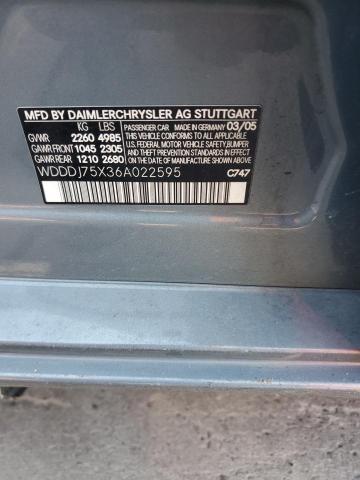 MFD BY DAIMLERCHRYSLER AG STUTTGART
KG LBS
PASSENGER CAR MADE IN GERMANY 03/05
GVWR 2260 4985
THIS VEHICLE CONFORMS TO ALL APPLICABLE
GAWR FRONT 1045 2305
U.S. FEDERAL MOTOR VEHICLE SAFETY,
GAWR REAR 1210 2680
BUMPER, AND THEFT PREVENTION STANDARDS
IN EFFECT ON THE DATE OF MANUFACTURE SHOWN ABOVE.
WDDDJ75X36A022595
C747